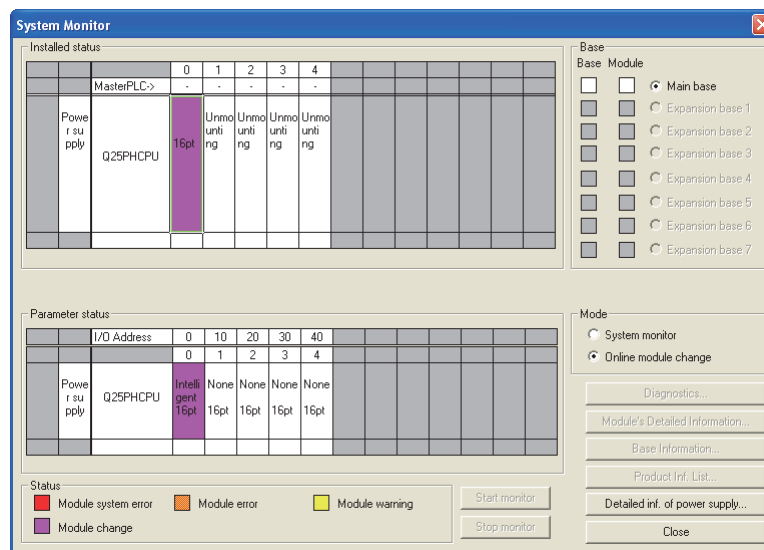 System Monitor
Installed status
0 1 2 3 4
MasterPLC-> - - - - -
Powe
r su
pply
Q25PHCPU
16pt
Unmo
unti
ng
Unmo
unti
ng
Unmo
unti
ng
Unmo
unti
ng
Base
Base Module
Main base
Expansion base 1
Expansion base 2
Expansion base 3
Expansion base 4
Expansion base 5
Expansion base 6
Expansion base 7
Parameter status
I/O Address 0 10 20 30 40
0 1 2 3 4
Powe
r su
pply
Q25PHCPU
Intelli
gent
16pt
None
16pt
None
16pt
None
16pt
None
16pt
Mode
System monitor
Online module change
Diagnostics...
Module's Detailed Information...
Base Information...
Product Inf. List...
Detailed inf. of power supply...
Close
Status
Module system error
Module error
Module warning
Module change
Start monitor
Stop monitor